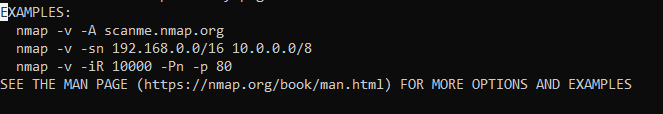 EXAMPLES:
nmap -v -A scanme.nmap.org
nmap -v -sn 192.168.0.0/16 10.0.0.0/8
nmap -v -iR 10000 -Pn -p 80
SEE THE MAN PAGE (https://nmap.org/book/man.html) FOR MORE OPTIONS AND EXAMPLES